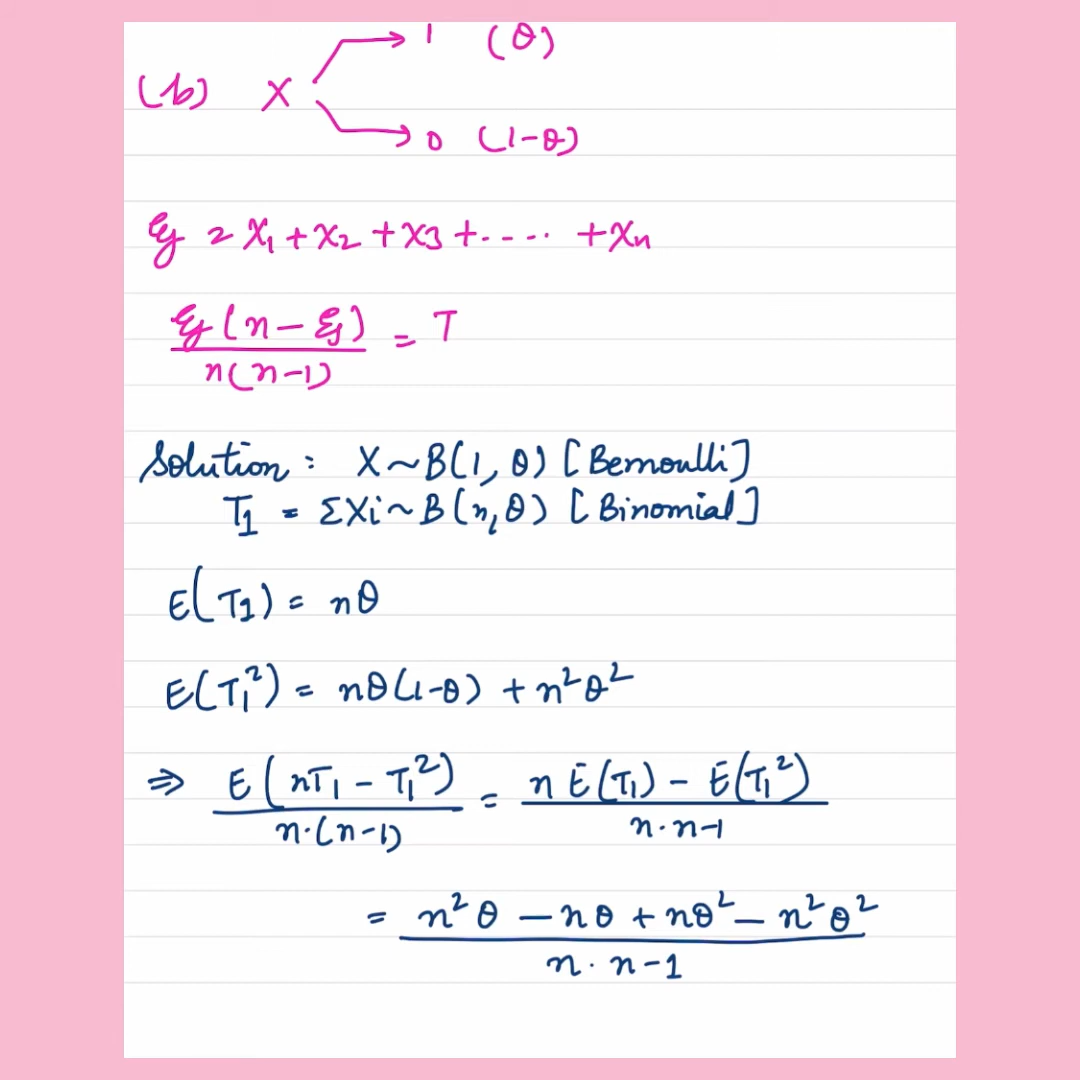 1 (θ)
(b) X
0 (1-θ)
ξ = X₁ + X₂ + X₃ + .... + Xn
ξ(n - ξ) / n(n-1) = T
Solution : X ~ B(1, θ) [Bernoulli]
T₁ = ΣXi ~ B(n, θ) [Binomial]
E(T₁) = nθ
E(T₁²) = nθ(1-θ) + n²θ²
⇒ E(nT₁ - T₁²) / n.(n-1) = n E(T₁) - E(T₁²) / n.n-1
= n²θ - nθ + nθ² - n²θ² / n.n-1